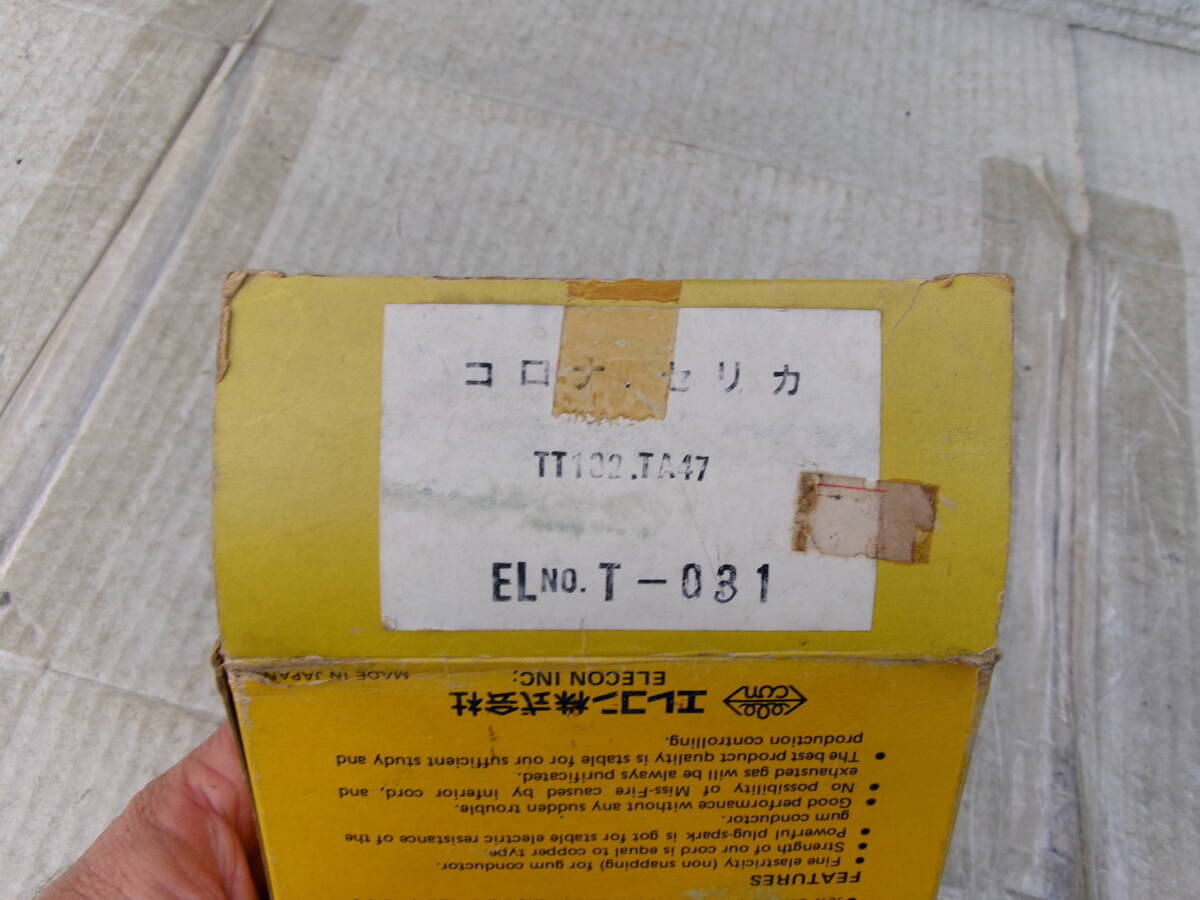 コロナ.セリカ
TT132.TA47
ELNO.T-031
FEATURES
• Fine elasticity (non snapping) for gum conductor.
• Strength of our cord is equal to copper type.
• Powerful plug-spark is got for stable electric resistance of the
gum conductor.
• Good performance without any sudden trouble.
• No possibility of Miss-Fire caused by inferior cord, and
exhausted gas will be always purificated.
• The best product quality is stable for our sufficient study and
production controlling.
エレコン株式会社
ELECON INC.
MADE IN JAPAN